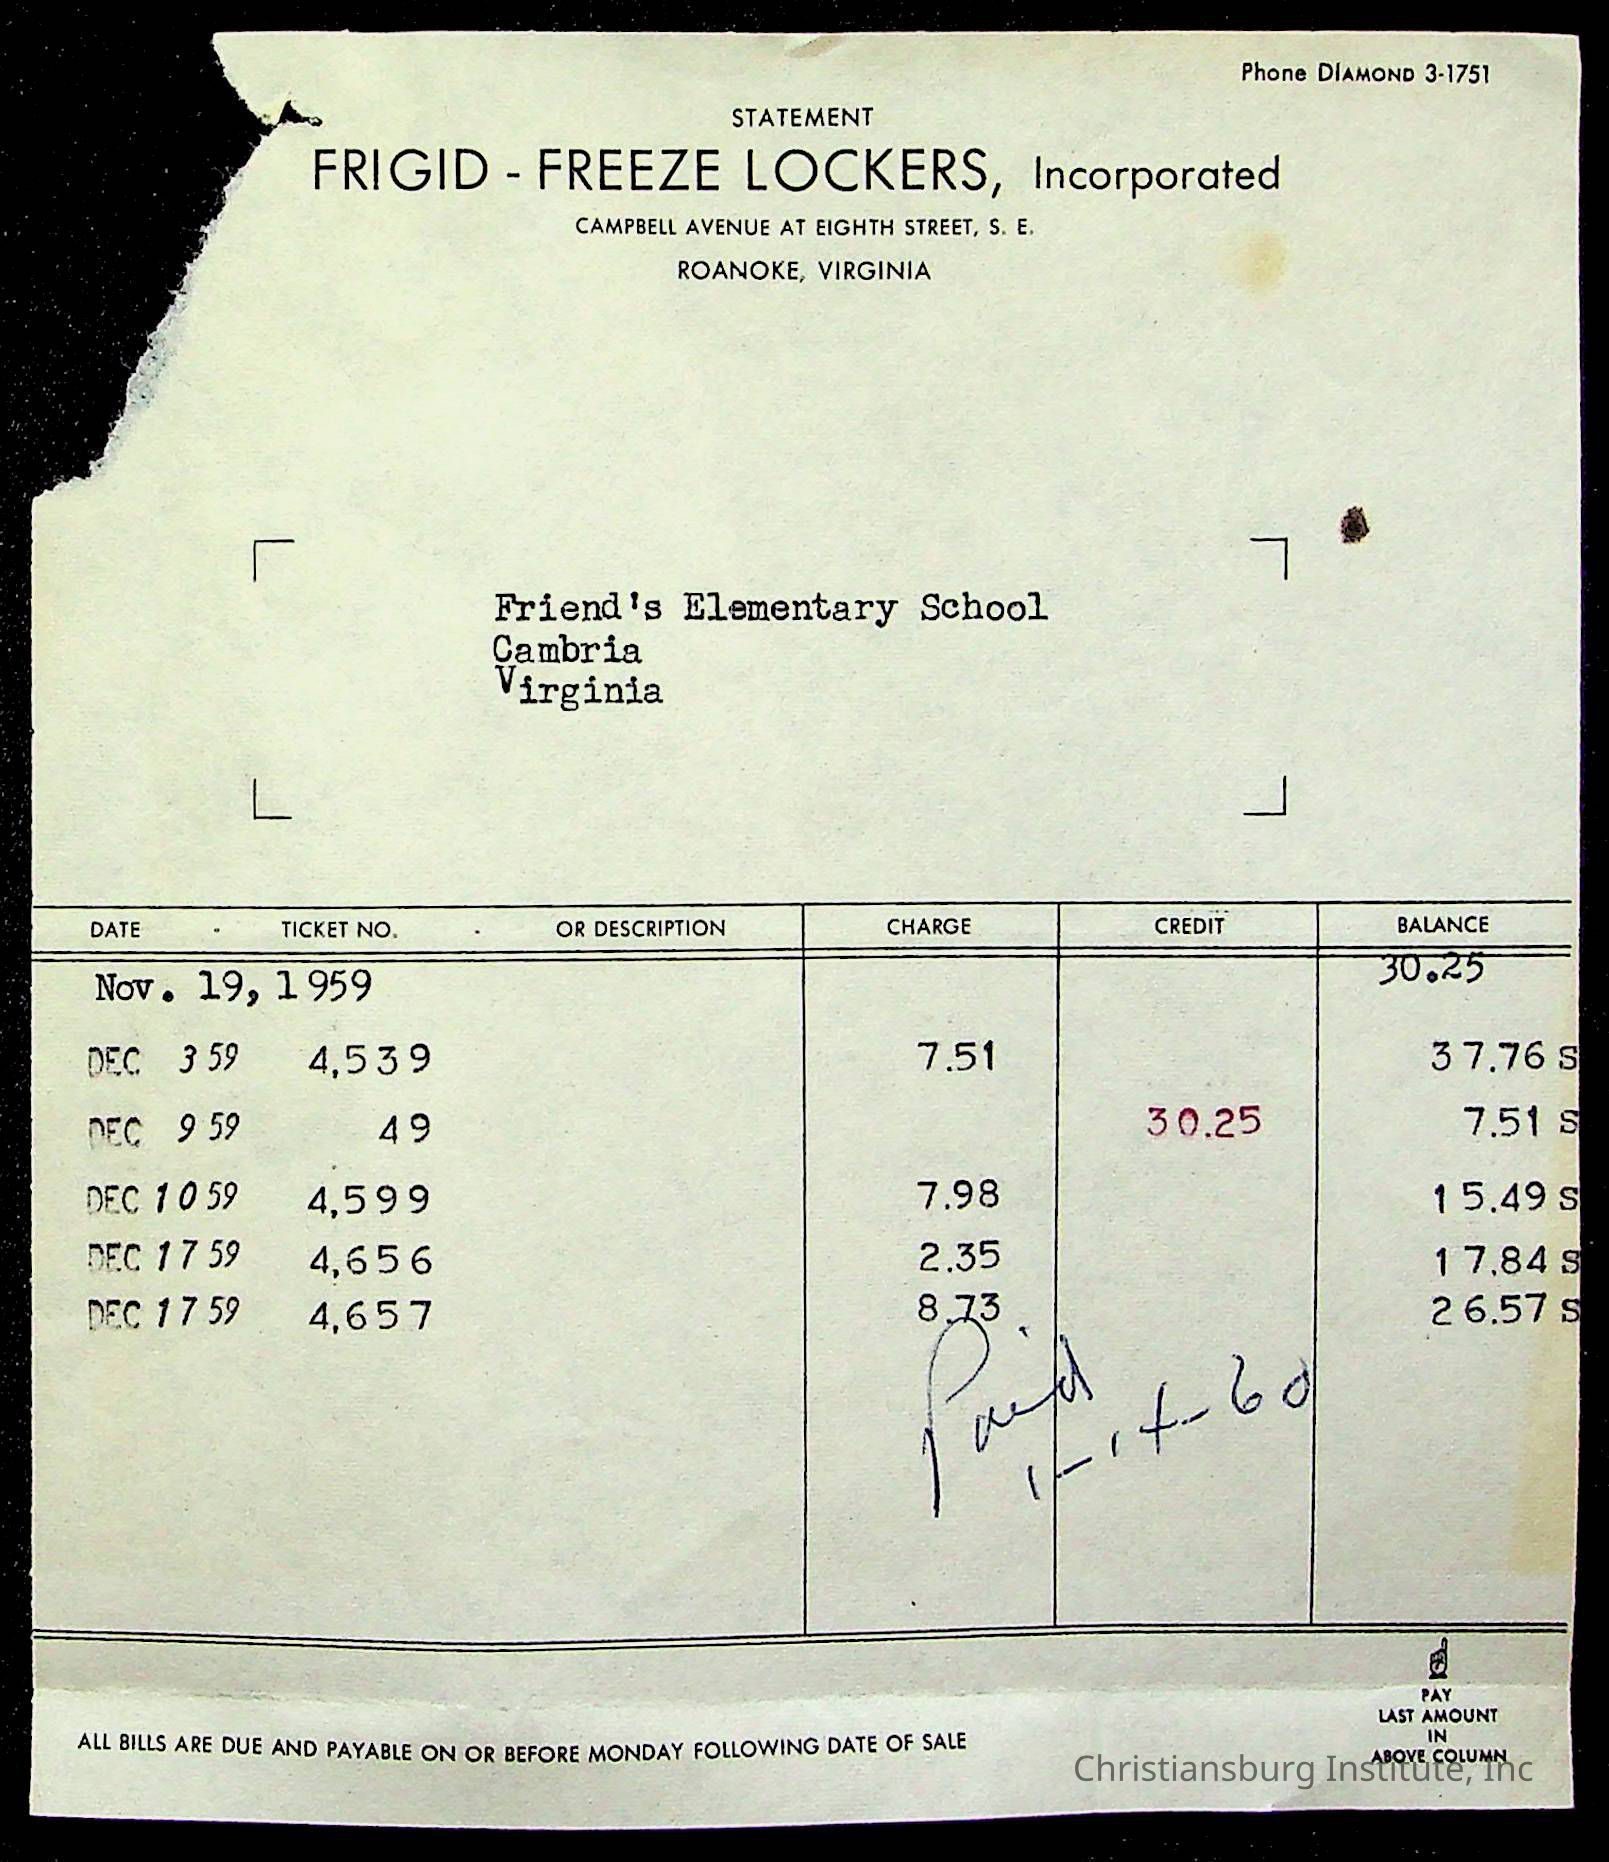 Phone DIAMOND 3-1751
STATEMENT
FRIGID - FREEZE LOCKERS, Incorporated
CAMPBELL AVENUE AT EIGHTH STREET, S. E.
ROANOKE, VIRGINIA
Friend's Elementary School
Cambria
Virginia
DATE · TICKET NO. · OR DESCRIPTION CHARGE CREDIT BALANCE
Nov. 19, 1959 30.25
DEC 3 59 4,539 7.51 37.76 S
DEC 9 59 49 30.25 7.51 S
DEC 10 59 4,599 7.98 15.49 S
DEC 17 59 4,656 2.35 17.84 S
DEC 17 59 4,657 8.73 26.57 S
Paid
1-14-60
PAY
LAST AMOUNT
IN
ABOVE COLUMN
ALL BILLS ARE DUE AND PAYABLE ON OR BEFORE MONDAY FOLLOWING DATE OF SALE
Christiansburg Institute, Inc